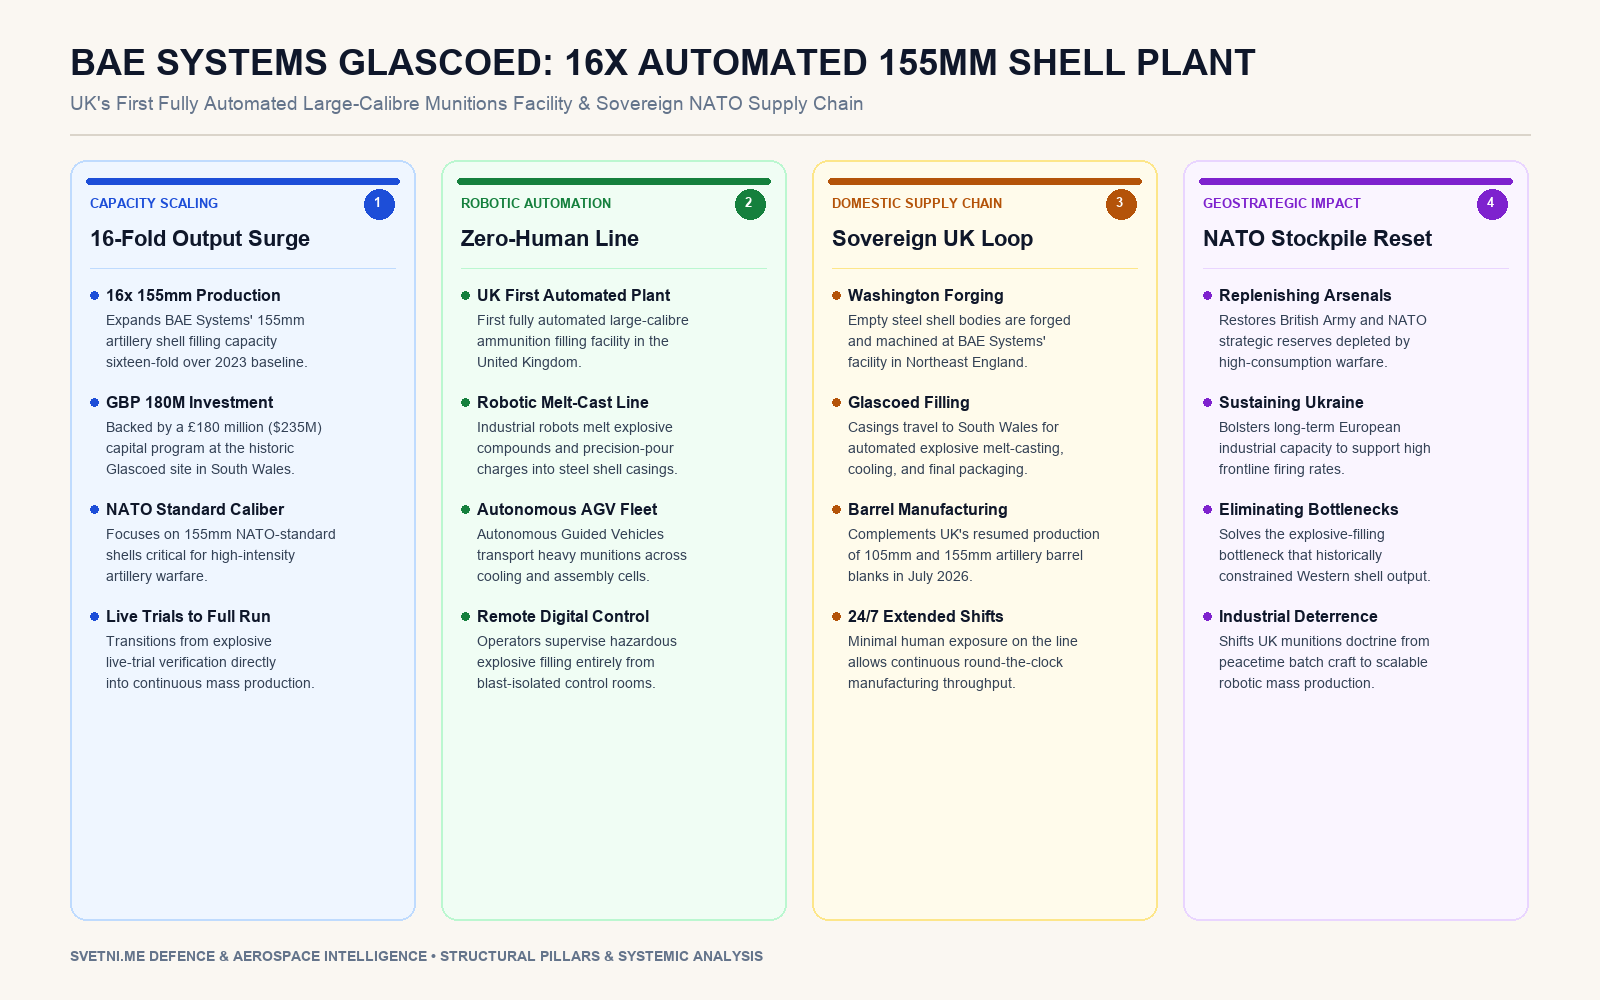 BAE SYSTEMS GLASCOED: 16X AUTOMATED 155MM SHELL PLANT
UK's First Fully Automated Large-Calibre Munitions Facility & Sovereign NATO Supply Chain
CAPACITY SCALING
1
16-Fold Output Surge
16x 155mm Production
Expands BAE Systems' 155mm
artillery shell filling capacity
sixteen-fold over 2023 baseline.
GBP 180M Investment
Backed by a £180 million ($235M)
capital program at the historic
Glascoed site in South Wales.
NATO Standard Caliber
Focuses on 155mm NATO-standard
shells critical for high-intensity
artillery warfare.
Live Trials to Full Run
Transitions from explosive
live-trial verification directly
into continuous mass production.
ROBOTIC AUTOMATION
2
Zero-Human Line
UK First Automated Plant
First fully automated large-calibre
ammunition filling facility in the
United Kingdom.
Robotic Melt-Cast Line
Industrial robots melt explosive
compounds and precision-pour
charges into steel shell casings.
Autonomous AGV Fleet
Autonomous Guided Vehicles
transport heavy munitions across
cooling and assembly cells.
Remote Digital Control
Operators supervise hazardous
explosive filling entirely from
blast-isolated control rooms.
DOMESTIC SUPPLY CHAIN
3
Sovereign UK Loop
Washington Forging
Empty steel shell bodies are forged
and machined at BAE Systems'
facility in Northeast England.
Glascoed Filling
Casings travel to South Wales for
automated explosive melt-casting,
cooling, and final packaging.
Barrel Manufacturing
Complements UK's resumed production
of 105mm and 155mm artillery barrel
blanks in July 2026.
24/7 Extended Shifts
Minimal human exposure on the line
allows continuous round-the-clock
manufacturing throughput.
GEOSTRATEGIC IMPACT
4
NATO Stockpile Reset
Replenishing Arsenals
Restores British Army and NATO
strategic reserves depleted by
high-consumption warfare.
Sustaining Ukraine
Bolsters long-term European
industrial capacity to support high
frontline firing rates.
Eliminating Bottlenecks
Solves the explosive-filling
bottleneck that historically
constrained Western shell output.
Industrial Deterrence
Shifts UK munitions doctrine from
peacetime batch craft to scalable
robotic mass production.
SVETNI.ME DEFENCE & AEROSPACE INTELLIGENCE • STRUCTURAL PILLARS & SYSTEMIC ANALYSIS